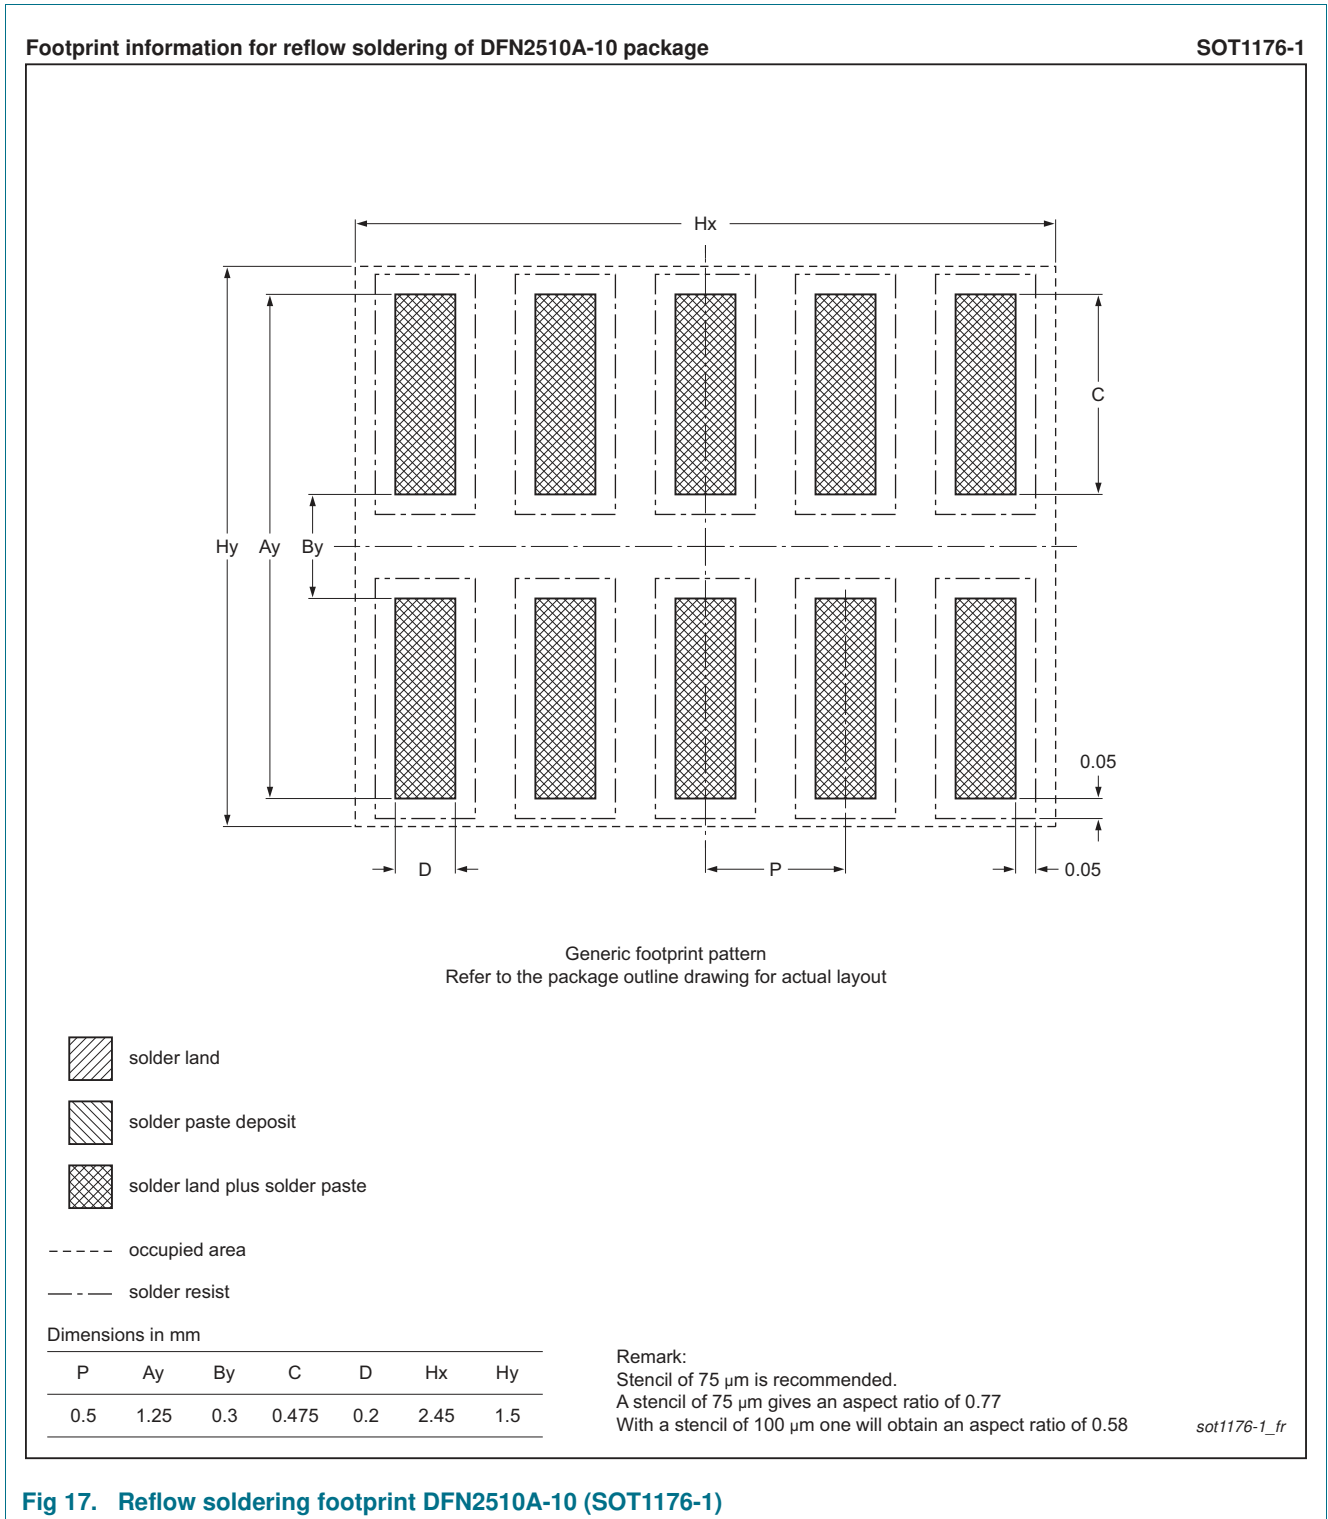 Footprint information for reflow soldering of DFN2510A-10 package SOT1176-1
Hx
C
Hy Ay By
0.05
D P 0.05
Generic footprint pattern
Refer to the package outline drawing for actual layout
solder land
solder paste deposit
solder land plus solder paste
occupied area
solder resist
Dimensions in mm
P Ay By C D Hx Hy
0.5 1.25 0.3 0.475 0.2 2.45 1.5
Remark:
Stencil of 75 μm is recommended.
A stencil of 75 μm gives an aspect ratio of 0.77
With a stencil of 100 μm one will obtain an aspect ratio of 0.58
sot1176-1_fr
Fig 17. Reflow soldering footprint DFN2510A-10 (SOT1176-1)